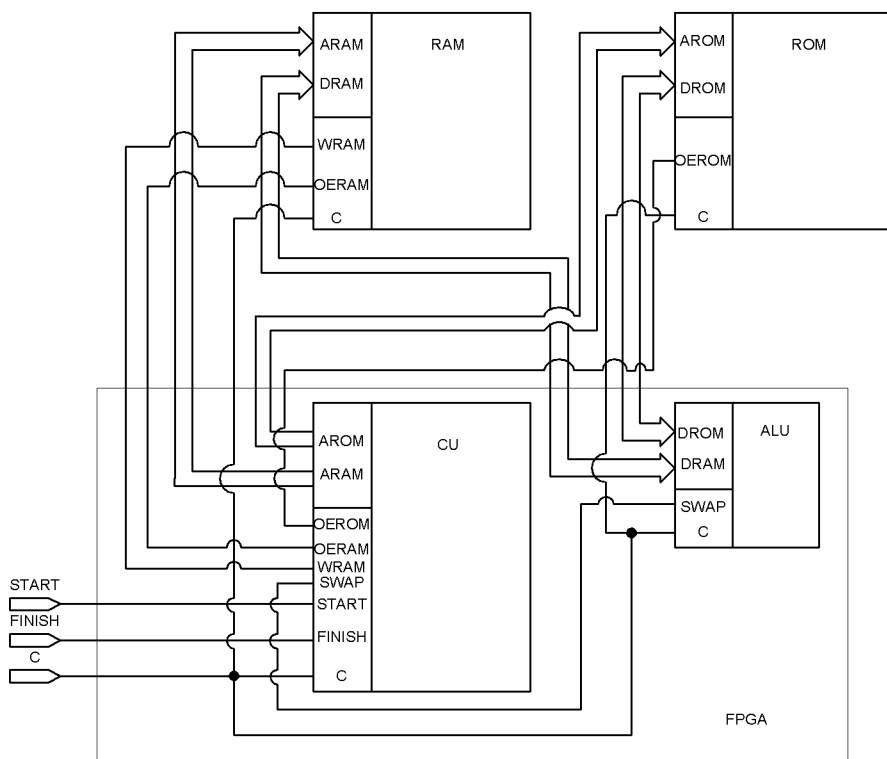 ARAM
RAM
DRAM
WRAM
OERAM
C
AROM
ROM
DROM
OEROM
C
AROM
CU
ARAM
OEROM
OERAM
WRAM
SWAP
START
FINISH
C
DROM
ALU
DRAM
SWAP
C
START
FINISH
C
FPGA